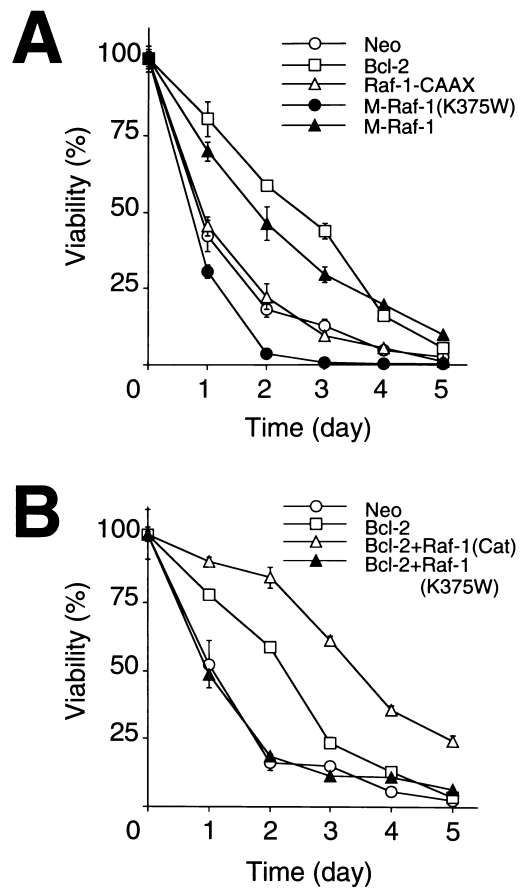 A
Neo
Bcl-2
Raf-1-CAAX
M-Raf-1(K375W)
M-Raf-1
100
75
50
25
Viability (%)
0 1 2 3 4 5
Time (day)
B
Neo
Bcl-2
Bcl-2+Raf-1(Cat)
Bcl-2+Raf-1
(K375W)
100
75
50
25
Viability (%)
0 1 2 3 4 5
Time (day)